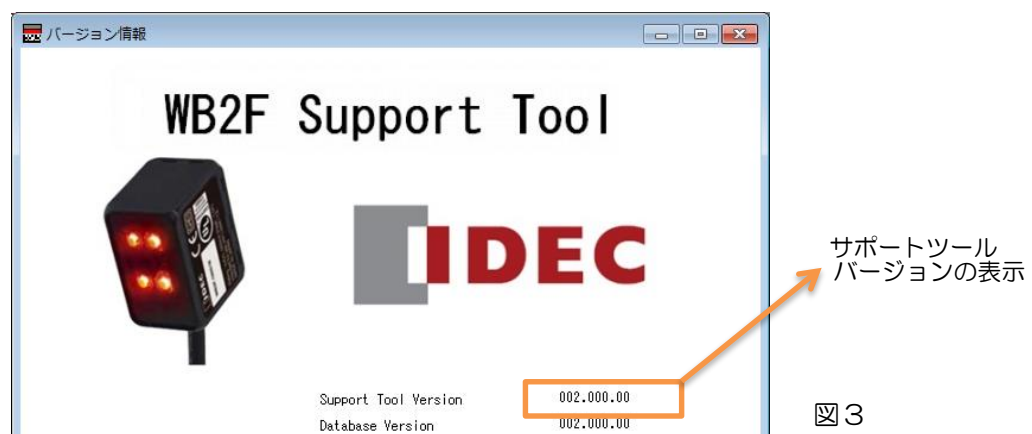 バージョン情報
WB2F Support Tool
IDEC
サポートツール
バージョンの表示
Support Tool Version 002.000.00
Database Version 002.000.00
図3